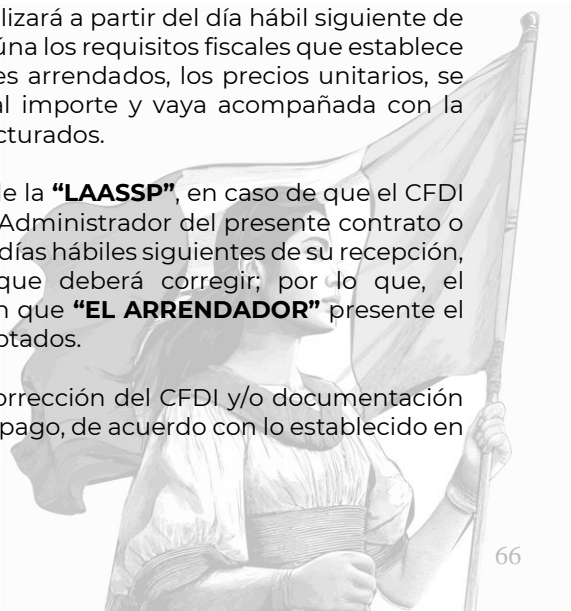 lizará a partir del día hábil siguiente de
úna los requisitos fiscales que establece
es arrendados, los precios unitarios, se
al importe y vaya acompañada con la
cturados.
de la “LAASSP”, en caso de que el CFDI
Administrador del presente contrato o
días hábiles siguientes de su recepción,
que deberá corregir; por lo que, el
n que “EL ARRENDADOR” presente el
otados.
orrección del CFDI y/o documentación
pago, de acuerdo con lo establecido en
66